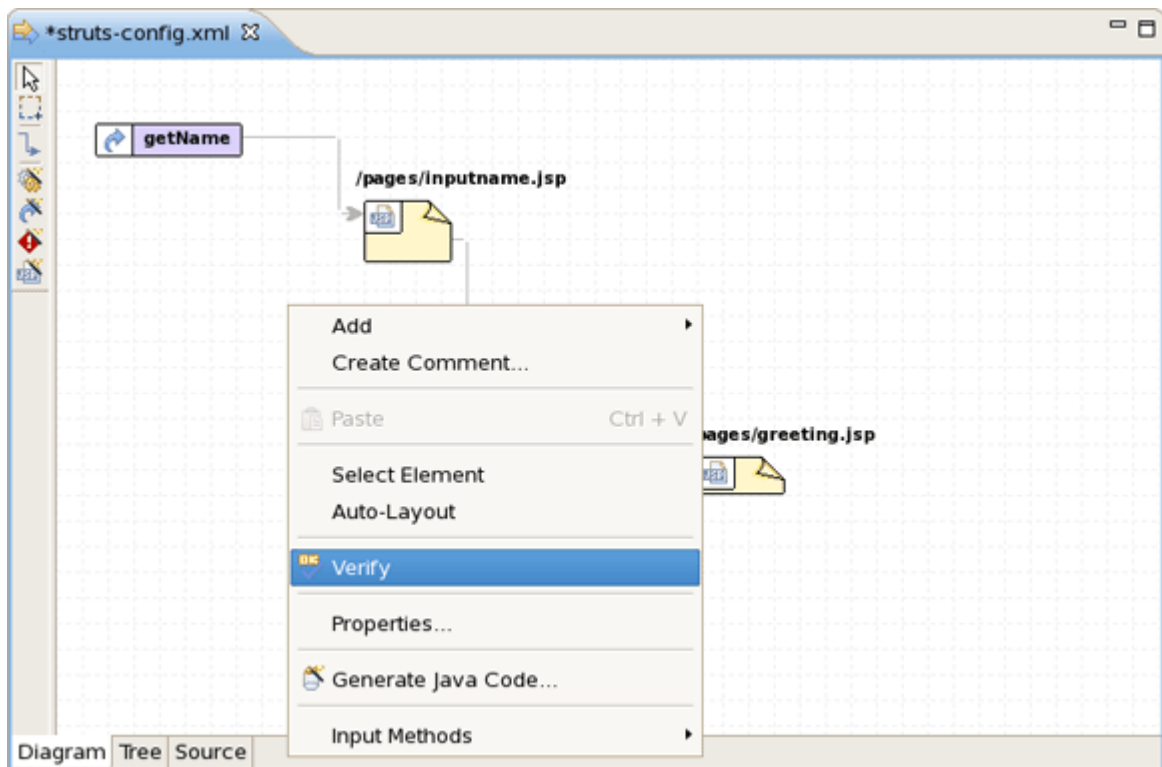 *struts-config.xml
getName
/pages/inputname.jsp
Add
Create Comment...
Paste Ctrl + V
ages/greeting.jsp
Select Element
Auto-Layout
Verify
Properties...
Generate Java Code...
Input Methods
Diagram Tree Source